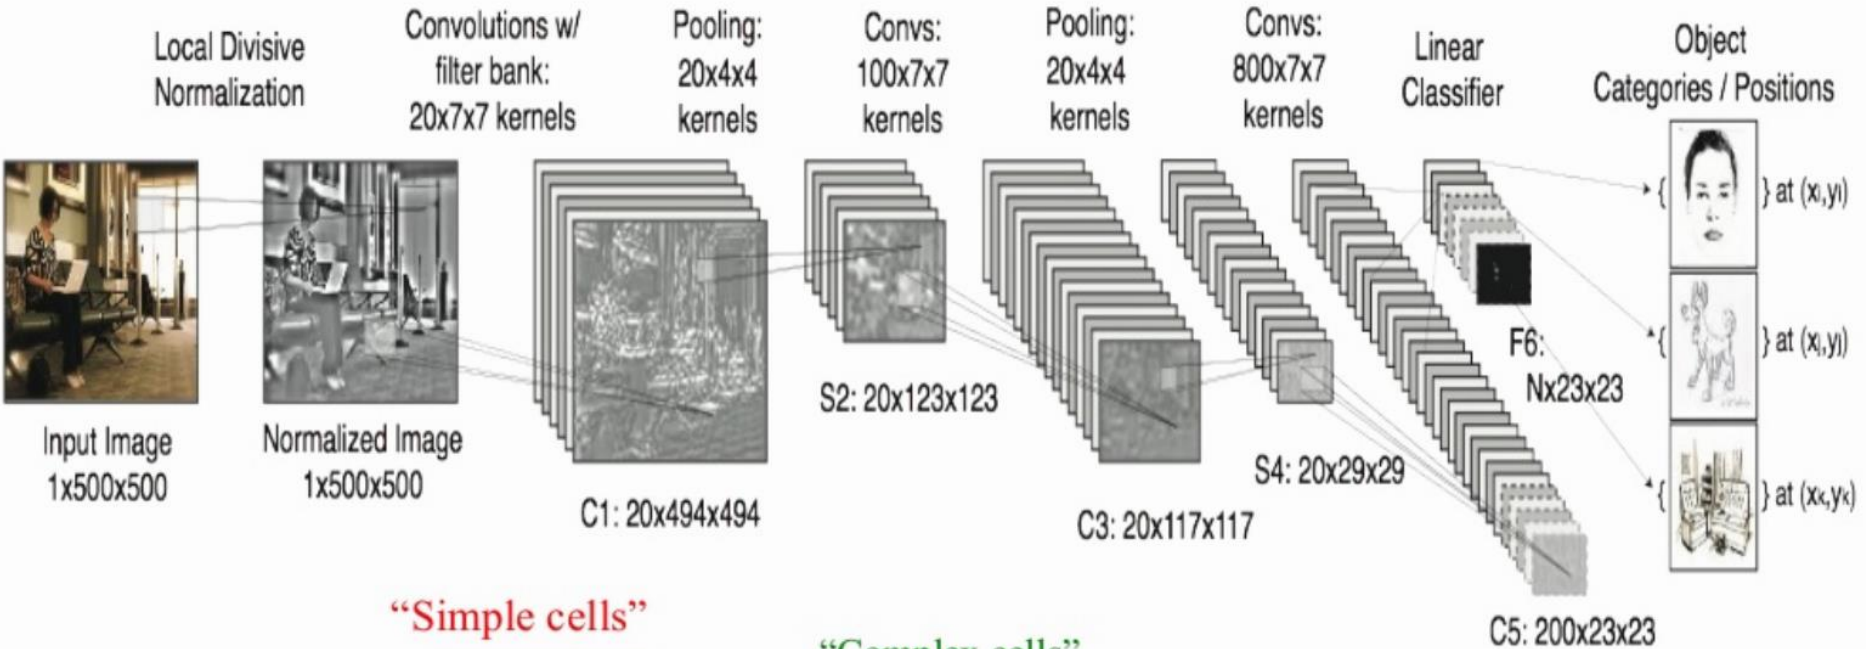 Local Divisive
Normalization
Convolutions w/
filter bank:
20x7x7 kernels
Pooling:
20x4x4
kernels
Convs:
100x7x7
kernels
Pooling:
20x4x4
kernels
Convs:
800x7x7
kernels
Linear
Classifier
Object
Categories / Positions
{ } at (xi,yi)
{ } at (xj,yj)
{ } at (xk,yk)
Input Image
1x500x500
Normalized Image
1x500x500
C1: 20x494x494
S2: 20x123x123
C3: 20x117x117
S4: 20x29x29
C5: 200x23x23
F6:
Nx23x23
“Simple cells”
“Complex cells”